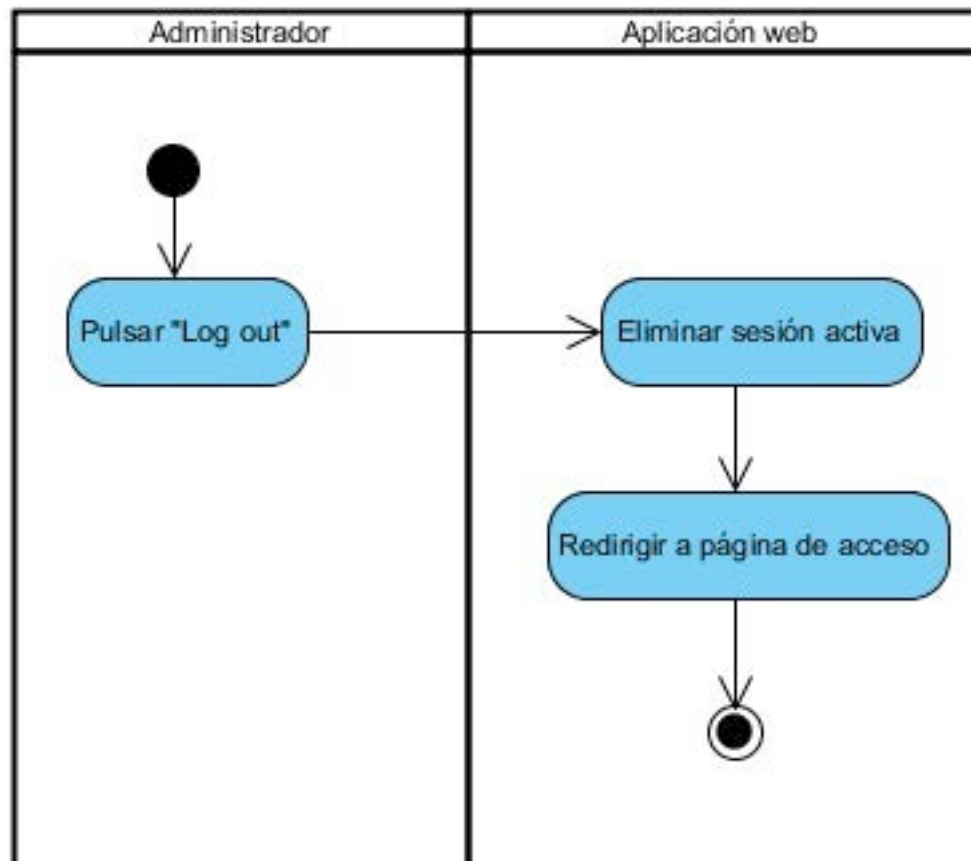 Administrador
Aplicación web
Pulsar "Log out"
Eliminar sesión activa
Redirigir a página de acceso